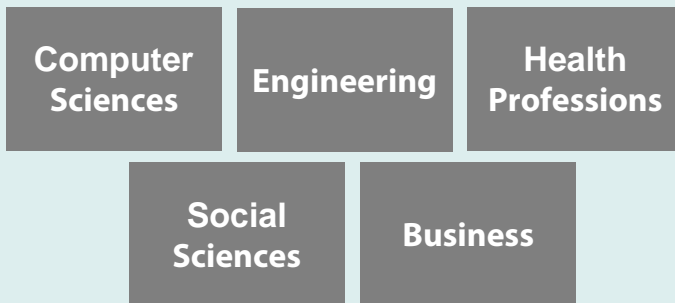 Computer
Sciences
Engineering
Health
Professions
Social
Sciences
Business